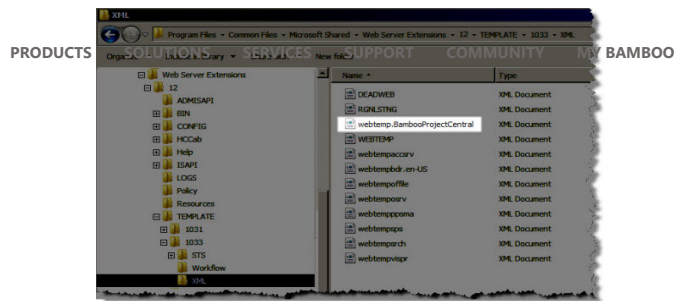 XML
Program Files - Common Files - Microsoft Shared - Web Server Extensions - 12 - TEMPLATE - 1033 - XML
PRODUCTS SOLUTIONS SERVICES SUPPORT COMMUNITY MY BAMBOO
New folder
Web Server Extensions
12
ADMISAPI
BIN
CONFIG
HCCab
Help
ISAPI
LOGS
Policy
Resources
TEMPLATE
1031
1033
STS
Workflow
XML
Name Type
DEADWEB XML Document
RGNLSTNG XML Document
webtemp.BambooProjectCentral XML Document
WEBTEMP XML Document
webtempaccsrv XML Document
webtempbdr.en-US XML Document
webtempoffile XML Document
webtemposrv XML Document
webtempppsma XML Document
webtempsps XML Document
webtempsrch XML Document
webtempvispr XML Document